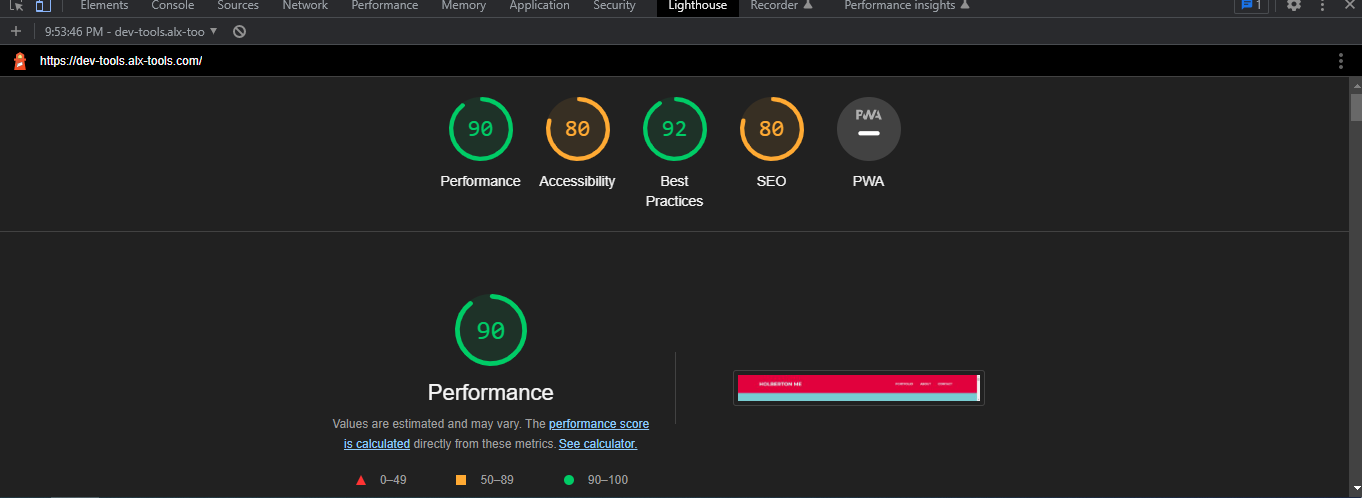 Elements Console Sources Network Performance Memory Application Security Lighthouse Recorder Performance insights 1
9:53:46 PM - dev-tools.alx-too
https://dev-tools.alx-tools.com/
90 80 92 80 PWA
Performance Accessibility Best Practices SEO PWA
90
Performance
HOLBERTON ME PORTFOLIO ABOUT CONTACT
Values are estimated and may vary. The performance score
is calculated directly from these metrics. See calculator.
0–49 50–89 90–100